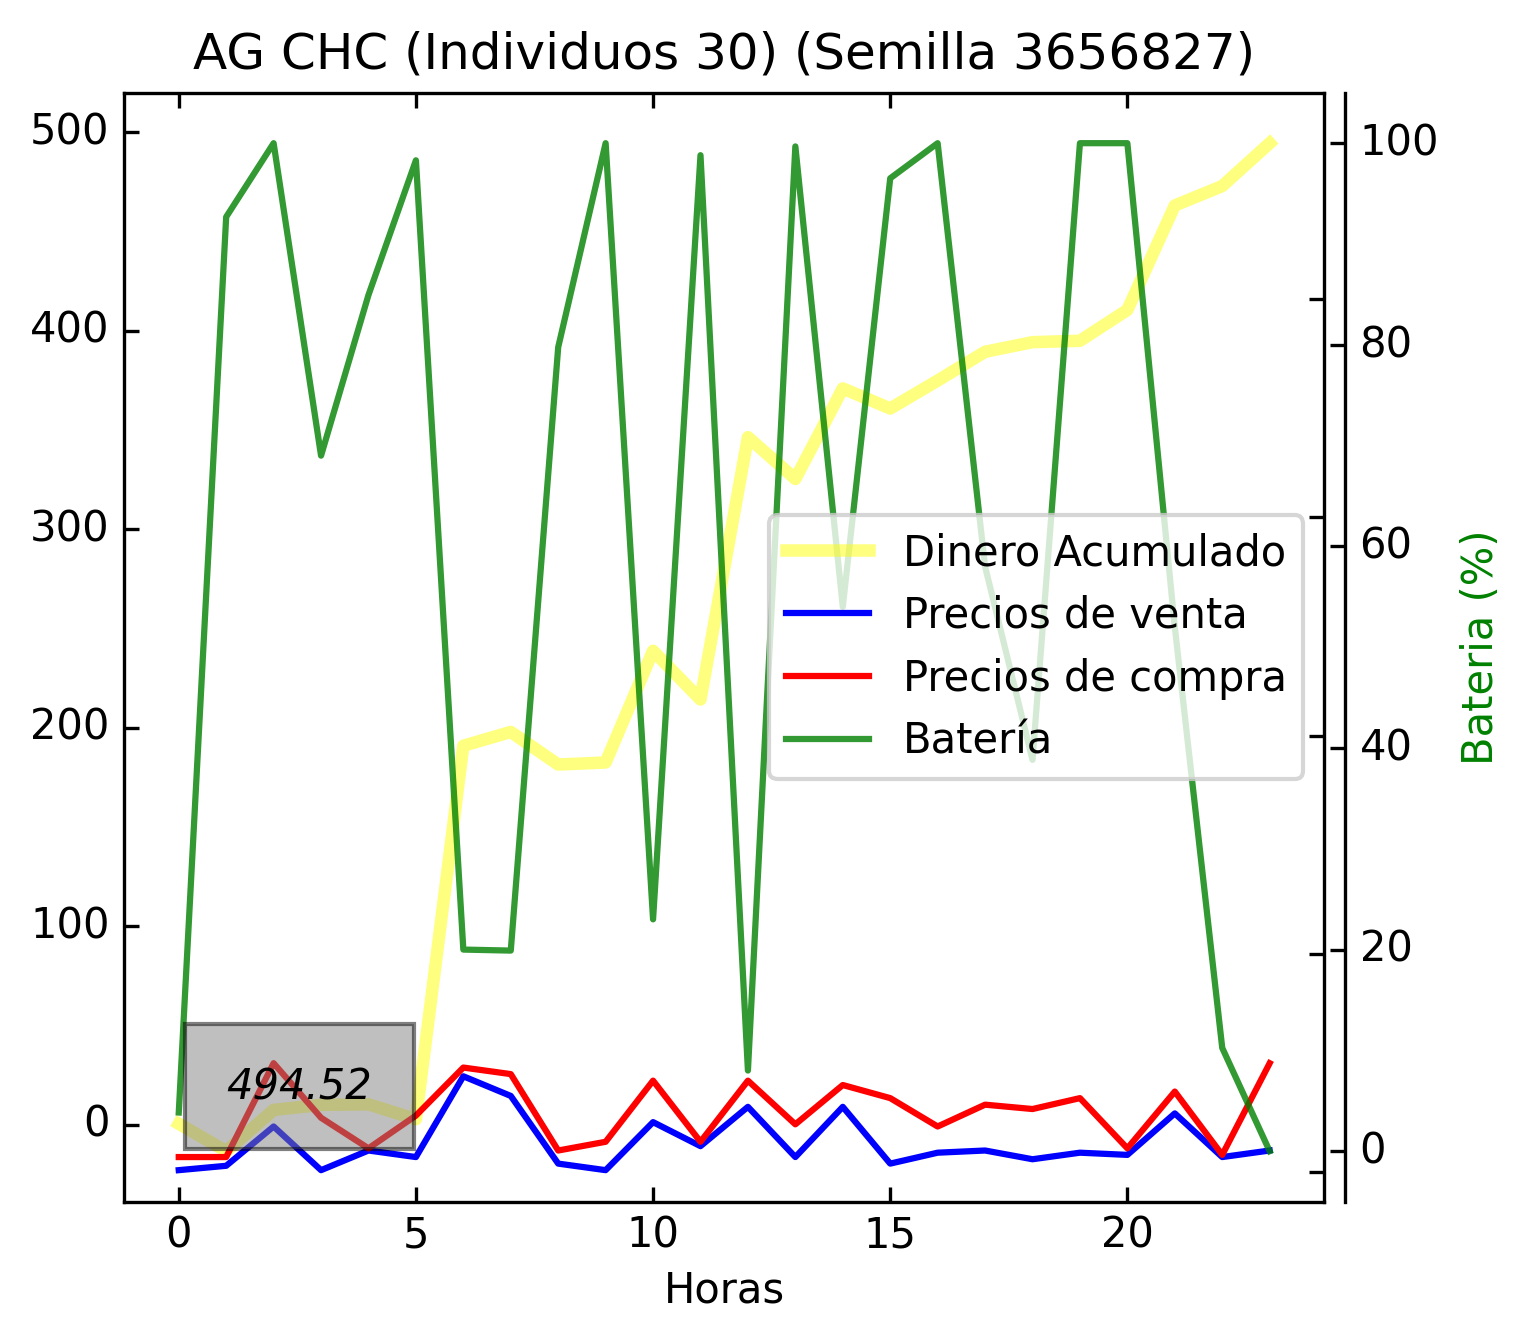 AG CHC (Individuos 30) (Semilla 3656827)
500
400
300
200
100
0
100
80
60
40
20
0
Bateria (%)
Dinero Acumulado
Precios de venta
Precios de compra
Batería
494.52
0 5 10 15 20
Horas